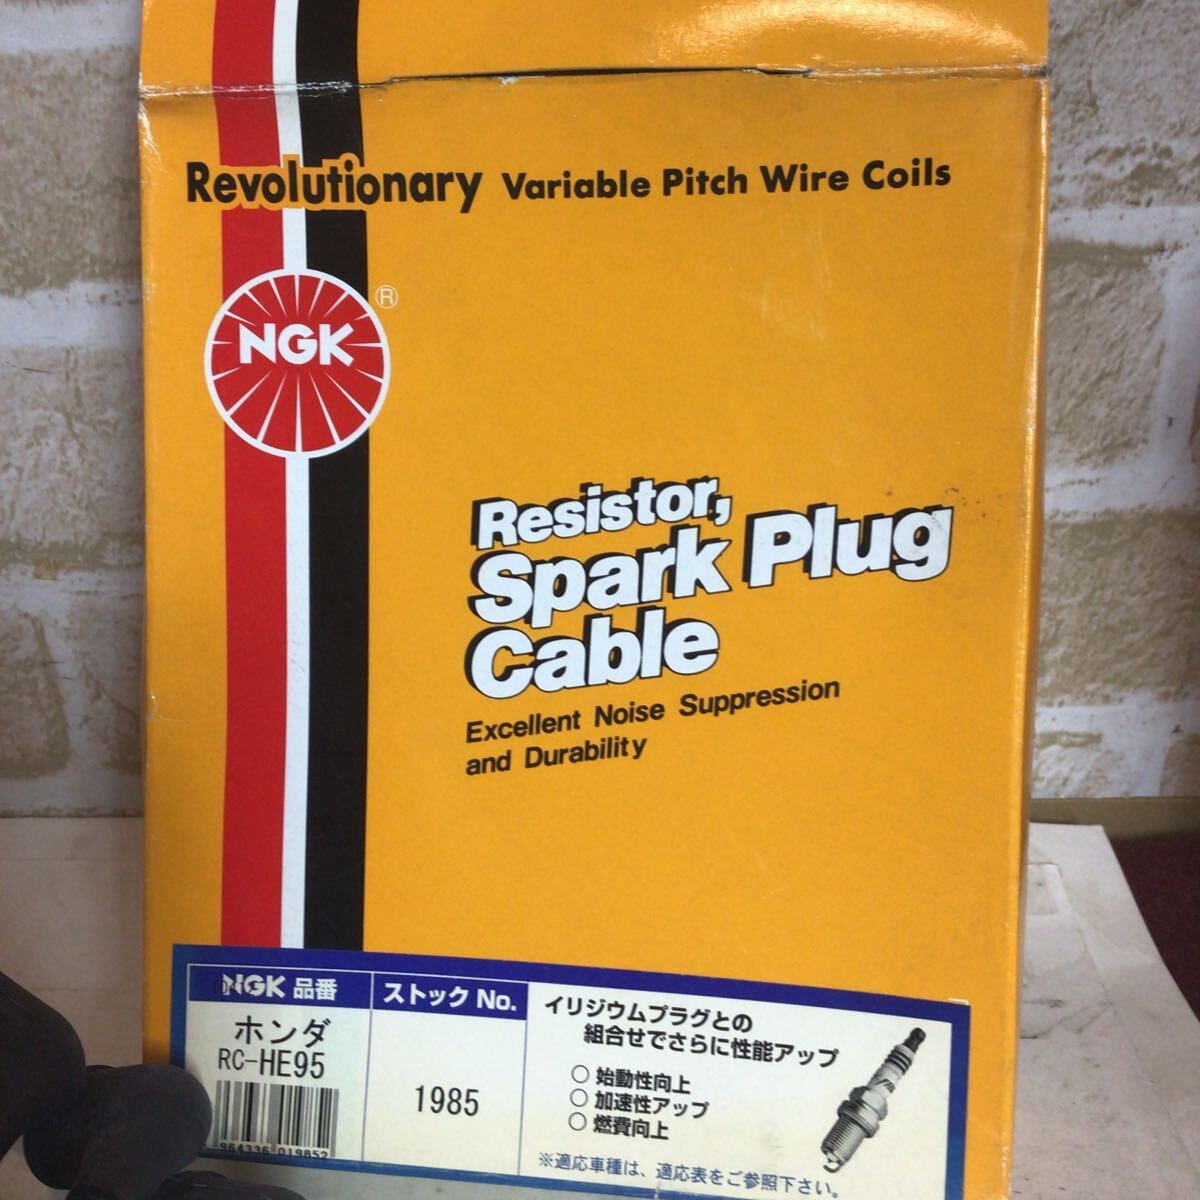 Revolutionary Variable Pitch Wire Coils
NGK
®
Resistor,
Spark Plug
Cable
Excellent Noise Suppression
and Durability
NGK 品番
ホンダ
RC-HE95
964336 019852
ストック No.
1985
イリジウムプラグとの
組合せでさらに性能アップ
○ 始動性向上
○ 加速性アップ
○ 燃費向上
※適応車種は、適応表をご参照下さい。